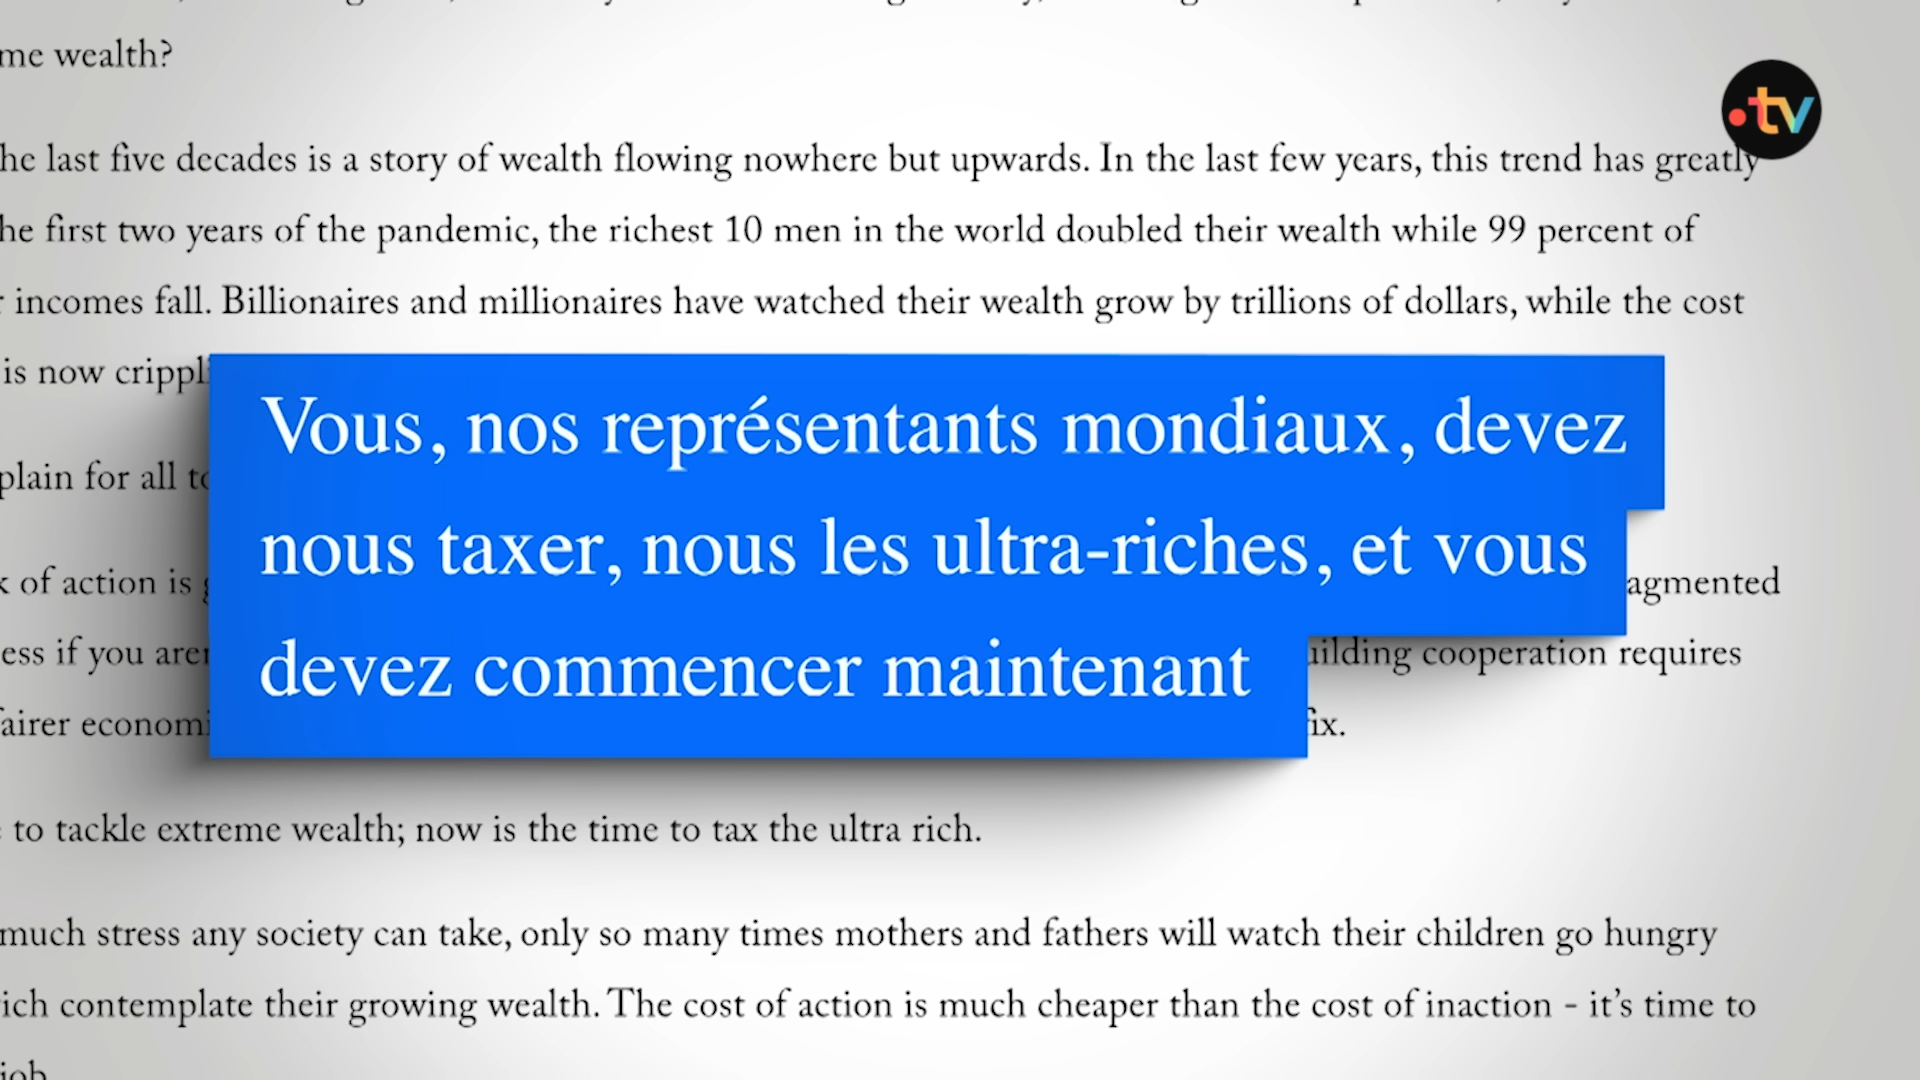 me wealth?
.tv
he last five decades is a story of wealth flowing nowhere but upwards. In the last few years, this trend has greatly
he first two years of the pandemic, the richest 10 men in the world doubled their wealth while 99 percent of
incomes fall. Billionaires and millionaires have watched their wealth grow by trillions of dollars, while the cost
is now crippl
Vous, nos représentants mondiaux, devez
plain for all to
nous taxer, nous les ultra-riches, et vous
of action is
agmented
devez commencer maintenant
ess if you aren
uilding cooperation requires
airer economi
fix.
to tackle extreme wealth; now is the time to tax the ultra rich.
much stress any society can take, only so many times mothers and fathers will watch their children go hungry
ich contemplate their growing wealth. The cost of action is much cheaper than the cost of inaction - it's time to
job